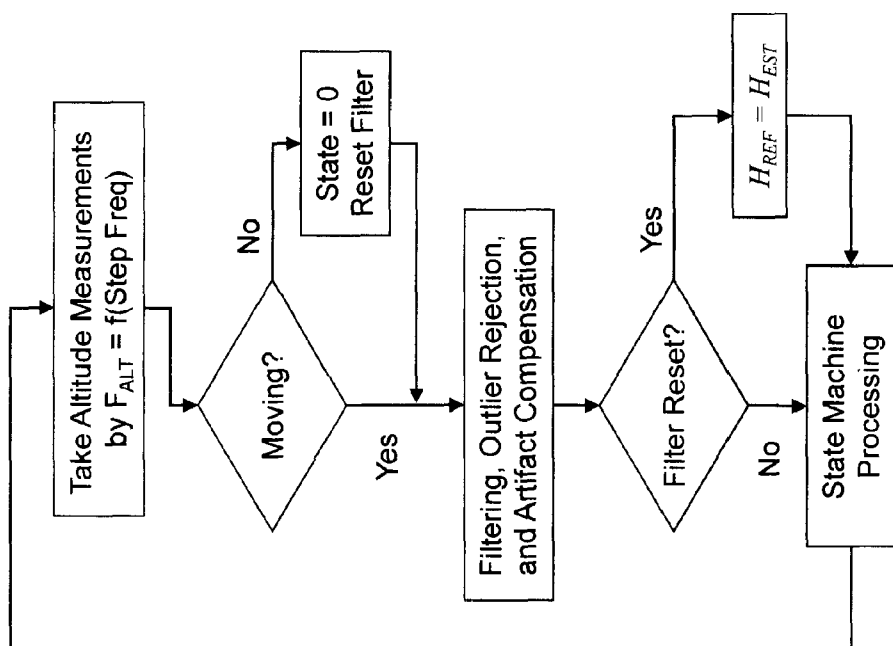 Take Altitude Measurements
by F_ALT = f(Step Freq)
Moving?
No
State = 0
Reset Filter
Yes
Filtering, Outlier Rejection,
and Artifact Compensation
Filter Reset?
Yes
H_REF = H_EST
No
State Machine
Processing